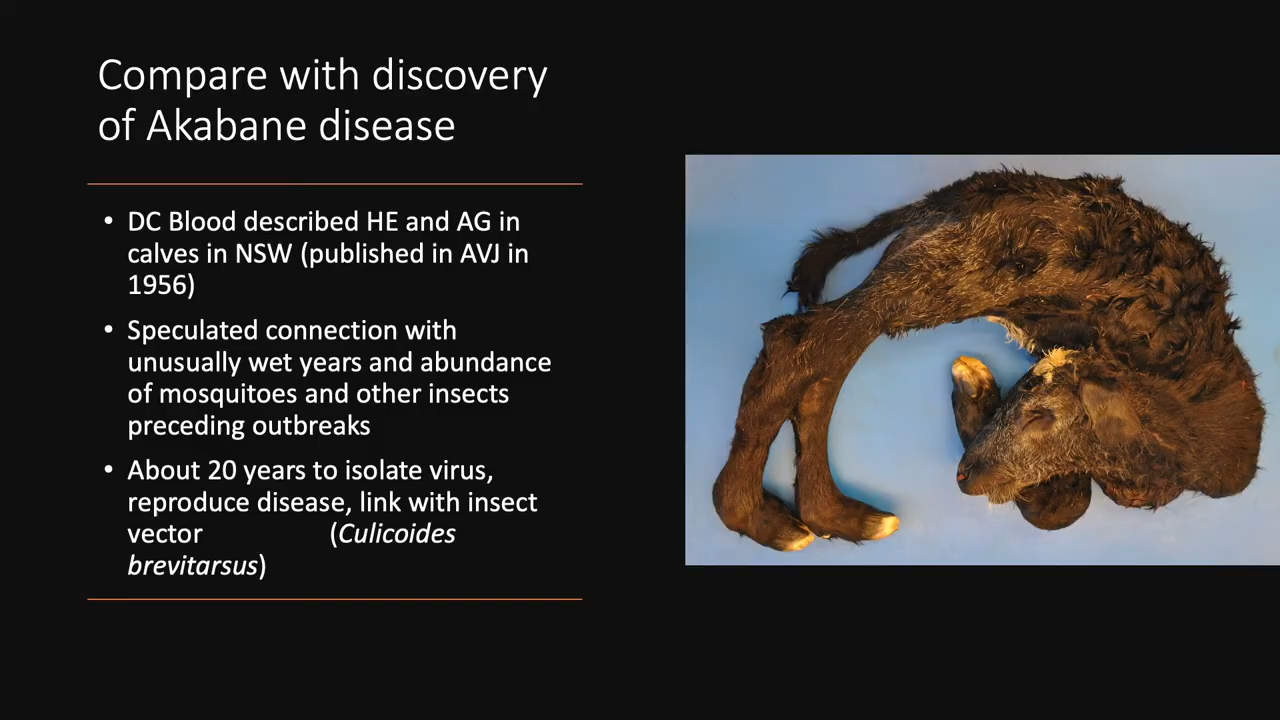 Compare with discovery
of Akabane disease
• DC Blood described HE and AG in
calves in NSW (published in AVJ in
1956)
• Speculated connection with
unusually wet years and abundance
of mosquitoes and other insects
preceding outbreaks
• About 20 years to isolate virus,
reproduce disease, link with insect
vector (Culicoides
brevitarsus)